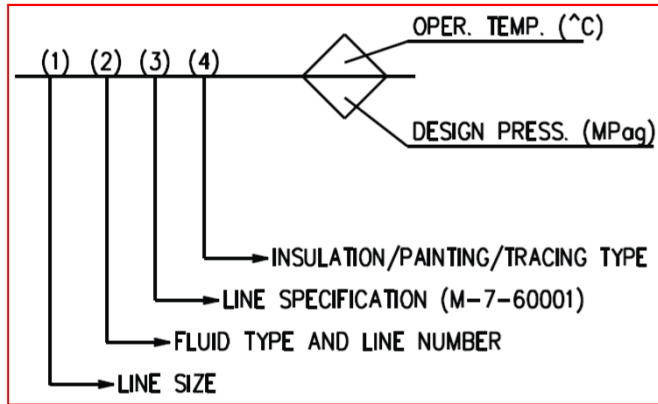 OPER. TEMP. (^C)
(1) (2) (3) (4)
DESIGN PRESS. (MPag)
INSULATION/PAINTING/TRACING TYPE
LINE SPECIFICATION (M-7-60001)
FLUID TYPE AND LINE NUMBER
LINE SIZE